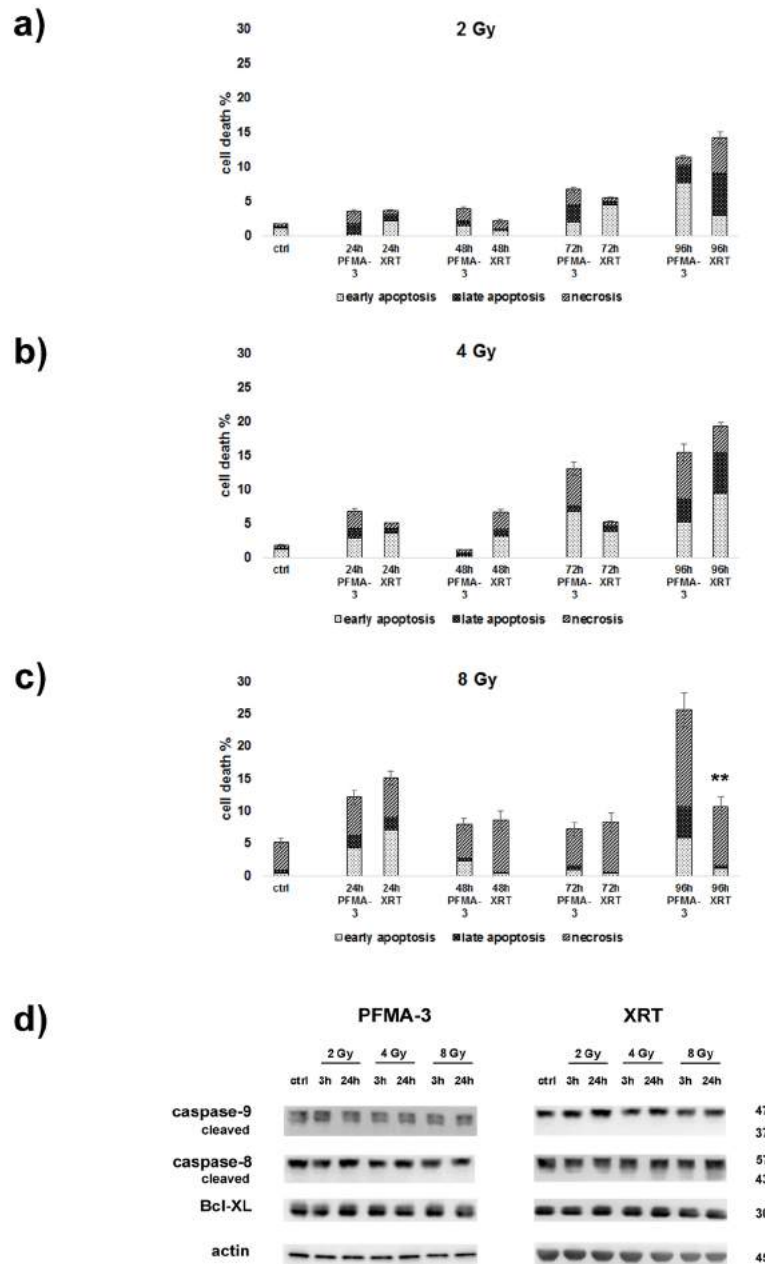 a)
2 Gy
cell death %
30
25
20
15
10
5
0
ctrl
24h PFMA-3
24h XRT
48h PFMA-3
48h XRT
72h PFMA-3
72h XRT
96h PFMA-3
96h XRT
early apoptosis late apoptosis necrosis
b)
4 Gy
cell death %
30
25
20
15
10
5
0
ctrl
24h PFMA-3
24h XRT
48h PFMA-3
48h XRT
72h PFMA-3
72h XRT
96h PFMA-3
96h XRT
early apoptosis late apoptosis necrosis
c)
8 Gy
cell death %
30
25
20
15
10
5
0
**
ctrl
24h PFMA-3
24h XRT
48h PFMA-3
48h XRT
72h PFMA-3
72h XRT
96h PFMA-3
96h XRT
early apoptosis late apoptosis necrosis
d)
PFMA-3 XRT
2 Gy 4 Gy 8 Gy 2 Gy 4 Gy 8 Gy
ctrl 3h 24h 3h 24h 3h 24h ctrl 3h 24h 3h 24h 3h 24h
caspase-9 47
cleaved 37
caspase-8 57
cleaved 43
Bcl-XL 30
actin 45